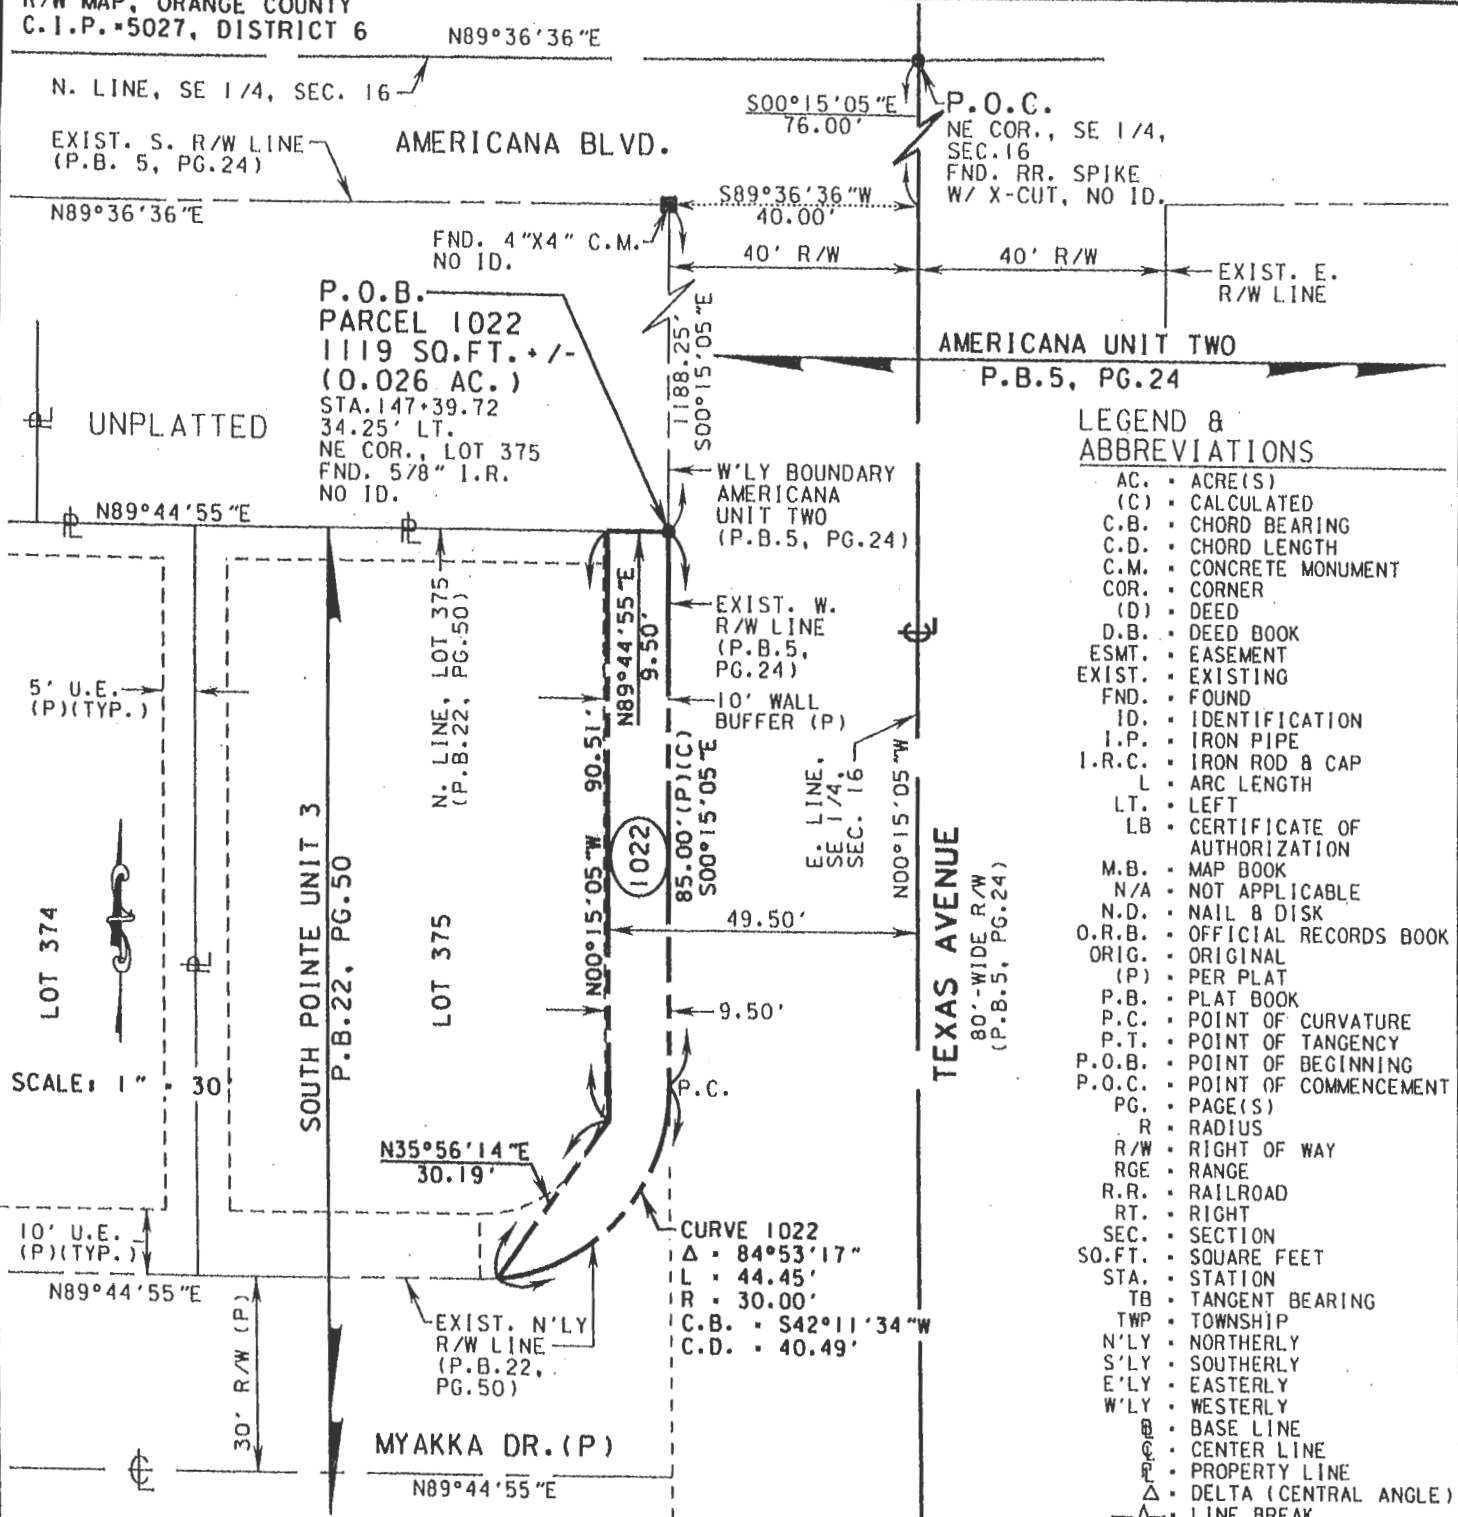 R/W MAP, ORANGE COUNTY
C.I.P.#5027, DISTRICT 6
N89°36'36"E
N. LINE, SE 1/4, SEC. 16
EXIST. S. R/W LINE
(P.B. 5, PG.24)
AMERICANA BLVD.
N89°36'36"E
S00°15'05"E
76.00'
P.O.C.
NE COR., SE 1/4,
SEC.16
FND. RR. SPIKE
W/ X-CUT, NO ID.
S89°36'36"W
40.00'
FND. 4"X4" C.M.
NO ID.
40' R/W
40' R/W
EXIST. E.
R/W LINE
P.O.B.
PARCEL 1022
1119 SQ.FT.+/-
(0.026 AC.)
STA.147+39.72
34.25' LT.
NE COR., LOT 375
FND. 5/8" I.R.
NO ID.
1188.25'
S00°15'05"E
AMERICANA UNIT TWO
P.B.5, PG.24
UNPLATTED
N89°44'55"E
W'LY BOUNDARY
AMERICANA
UNIT TWO
(P.B.5, PG.24)
EXIST. W.
R/W LINE
(P.B.5,
PG.24)
10' WALL
BUFFER (P)
N89°44'55"E
9.50'
N. LINE, LOT 375
(P.B.22, PG.50)
5' U.E.
(P)(TYP.)
N00°15'05"W 90.51'
1022
85.00'(P)(C)
S00°15'05"E
E. LINE,
SE 1/4,
SEC. 16
N00°15'05"W
TEXAS AVENUE
80'-WIDE R/W
(P.B.5, PG.24)
49.50'
9.50'
LOT 374
SOUTH POINTE UNIT 3
P.B.22, PG.50
LOT 375
SCALE: 1" = 30'
P.C.
N35°56'14"E
30.19'
10' U.E.
(P)(TYP.)
N89°44'55"E
CURVE 1022
Δ = 84°53'17"
L = 44.45'
R = 30.00'
C.B. = S42°11'34"W
C.D. = 40.49'
EXIST. N'LY
R/W LINE
(P.B.22,
PG.50)
30' R/W (P)
MYAKKA DR.(P)
N89°44'55"E
LEGEND &
ABBREVIATIONS
AC. = ACRE(S)
(C) = CALCULATED
C.B. = CHORD BEARING
C.D. = CHORD LENGTH
C.M. = CONCRETE MONUMENT
COR. = CORNER
(D) = DEED
D.B. = DEED BOOK
ESMT. = EASEMENT
EXIST. = EXISTING
FND. = FOUND
ID. = IDENTIFICATION
I.P. = IRON PIPE
I.R.C. = IRON ROD & CAP
L = ARC LENGTH
LT. = LEFT
LB = CERTIFICATE OF
AUTHORIZATION
M.B. = MAP BOOK
N/A = NOT APPLICABLE
N.D. = NAIL & DISK
O.R.B. = OFFICIAL RECORDS BOOK
ORIG. = ORIGINAL
(P) = PER PLAT
P.B. = PLAT BOOK
P.C. = POINT OF CURVATURE
P.T. = POINT OF TANGENCY
P.O.B. = POINT OF BEGINNING
P.O.C. = POINT OF COMMENCEMENT
PG. = PAGE(S)
R = RADIUS
R/W = RIGHT OF WAY
RGE = RANGE
R.R. = RAILROAD
RT. = RIGHT
SEC. = SECTION
SQ.FT. = SQUARE FEET
STA. = STATION
TB = TANGENT BEARING
TWP = TOWNSHIP
N'LY = NORTHERLY
S'LY = SOUTHERLY
E'LY = EASTERLY
W'LY = WESTERLY
BL = BASE LINE
CL = CENTER LINE
PL = PROPERTY LINE
Δ = DELTA (CENTRAL ANGLE)
= LINE BREAK